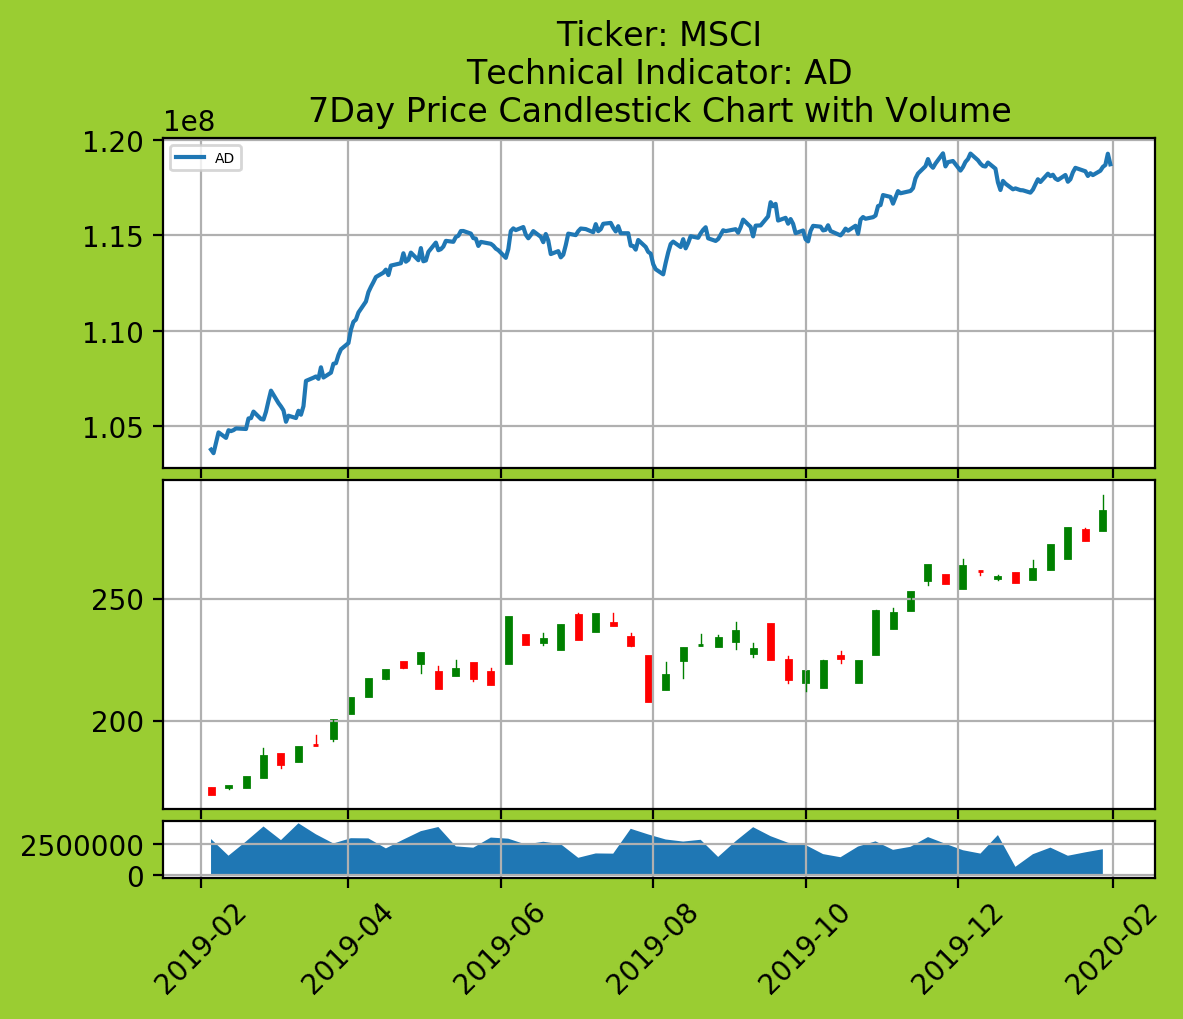 Ticker: MSCI
Technical Indicator: AD
7Day Price Candlestick Chart with Volume
1e8
1.20
AD
1.15
1.10
1.05
250
200
2500000
0
2019-02 2019-04 2019-06 2019-08 2019-10 2019-12 2020-02